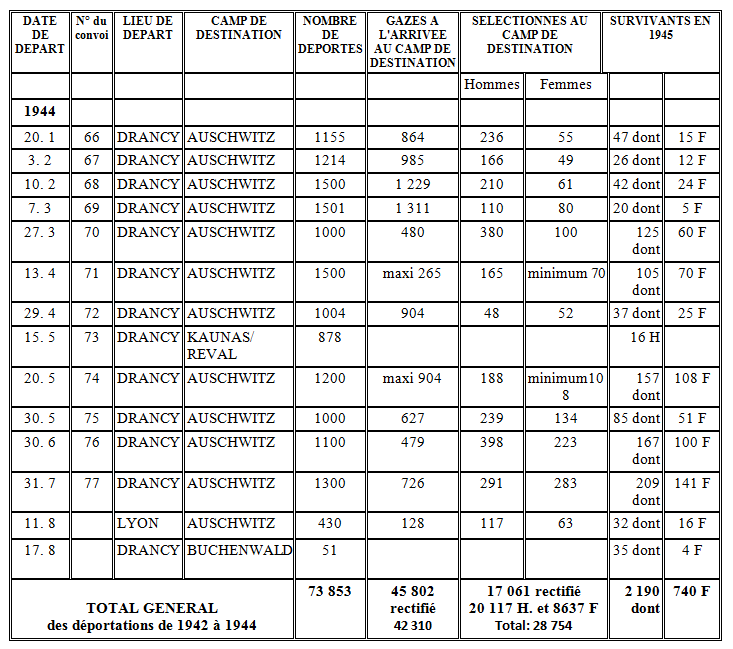 DATE DE DEPART N° du convoi LIEU DE DEPART CAMP DE DESTINATION NOMBRE DE DEPORTES GAZES A L'ARRIVEE AU CAMP DE DESTINATION SELECTIONNES AU CAMP DE DESTINATION SURVIVANTS EN 1945
Hommes Femmes
1944
20. 1 66 DRANCY AUSCHWITZ 1155 864 236 55 47 dont 15 F
3. 2 67 DRANCY AUSCHWITZ 1214 985 166 49 26 dont 12 F
10. 2 68 DRANCY AUSCHWITZ 1500 1 229 210 61 42 dont 24 F
7. 3 69 DRANCY AUSCHWITZ 1501 1 311 110 80 20 dont 5 F
27. 3 70 DRANCY AUSCHWITZ 1000 480 380 100 125 dont 60 F
13. 4 71 DRANCY AUSCHWITZ 1500 maxi 265 165 minimum 70 105 dont 70 F
29. 4 72 DRANCY AUSCHWITZ 1004 904 48 52 37 dont 25 F
15. 5 73 DRANCY KAUNAS/ REVAL 878 16 H
20. 5 74 DRANCY AUSCHWITZ 1200 maxi 904 188 minimum108 157 dont 108 F
30. 5 75 DRANCY AUSCHWITZ 1000 627 239 134 85 dont 51 F
30. 6 76 DRANCY AUSCHWITZ 1100 479 398 223 167 dont 100 F
31. 7 77 DRANCY AUSCHWITZ 1300 726 291 283 209 dont 141 F
11. 8 LYON AUSCHWITZ 430 128 117 63 32 dont 16 F
17. 8 DRANCY BUCHENWALD 51 35 dont 4 F
TOTAL GENERAL
des déportations de 1942 à 1944
73 853
45 802
rectifié
42 310
17 061 rectifié
20 117 H. et 8637 F
Total: 28 754
2 190 dont
740 F